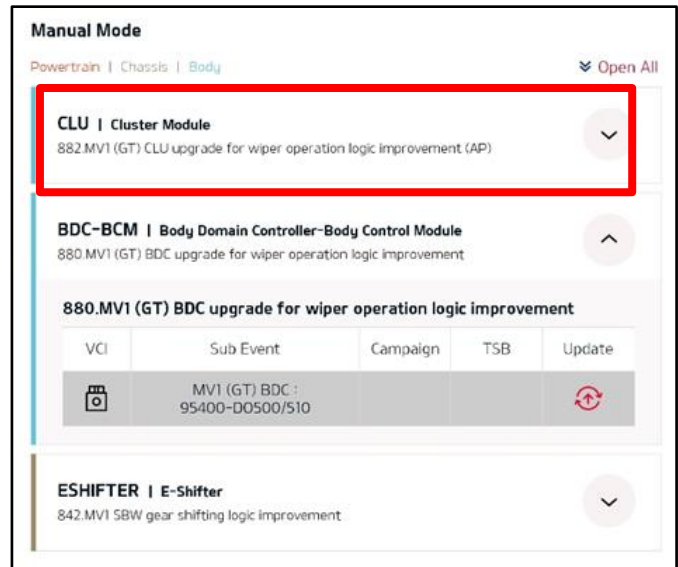 Manual Mode
Powertrain | Chassis | Body
Open All
CLU | Cluster Module
882.MV1 (GT) CLU upgrade for wiper operation logic improvement (AP)
BDC-BCM | Body Domain Controller-Body Control Module
880.MV1 (GT) BDC upgrade for wiper operation logic improvement
880.MV1 (GT) BDC upgrade for wiper operation logic improvement
VCI Sub Event Campaign TSB Update
MV1 (GT) BDC :
95400-DO500/510
ESHIFTER | E-Shifter
842.MV1 SBW gear shifting logic improvement